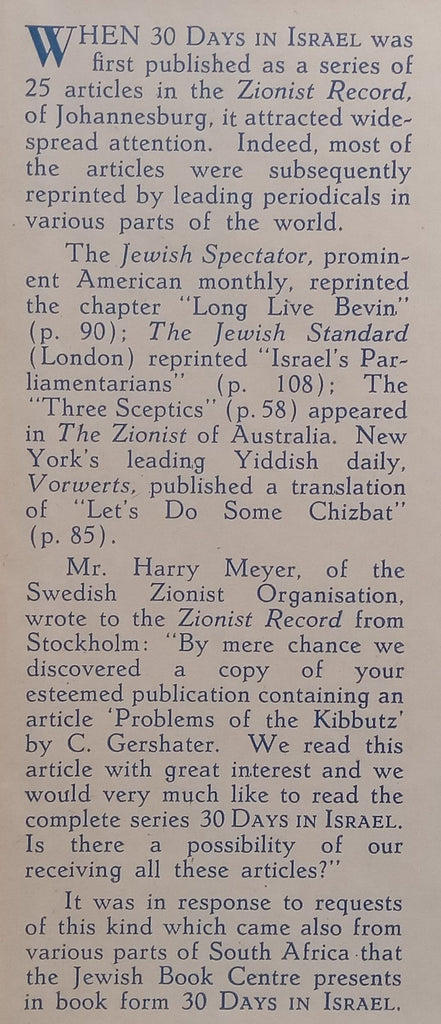 WHEN 30 DAYS IN ISRAEL was
first published as a series of
25 articles in the Zionist Record,
of Johannesburg, it attracted wide-
spread attention. Indeed, most of
the articles were subsequently
reprinted by leading periodicals in
various parts of the world.
The Jewish Spectator, promin-
ent American monthly, reprinted
the chapter "Long Live Bevin"
(p. 90); The Jewish Standard
(London) reprinted "Israel's Par-
liamentarians" (p. 108); The
"Three Sceptics" (p. 58) appeared
in The Zionist of Australia. New
York's leading Yiddish daily,
Vorwerts, published a translation
of "Let's Do Some Chizbat"
(p. 85).
Mr. Harry Meyer, of the
Swedish Zionist Organisation,
wrote to the Zionist Record from
Stockholm: "By mere chance we
discovered a copy of your
esteemed publication containing an
article 'Problems of the Kibbutz'
by C. Gershater. We read this
article with great interest and we
would very much like to read the
complete series 30 DAYS IN ISRAEL.
Is there a possibility of our
receiving all these articles?"
It was in response to requests
of this kind which came also from
various parts of South Africa that
the Jewish Book Centre presents
in book form 30 DAYS IN ISRAEL.